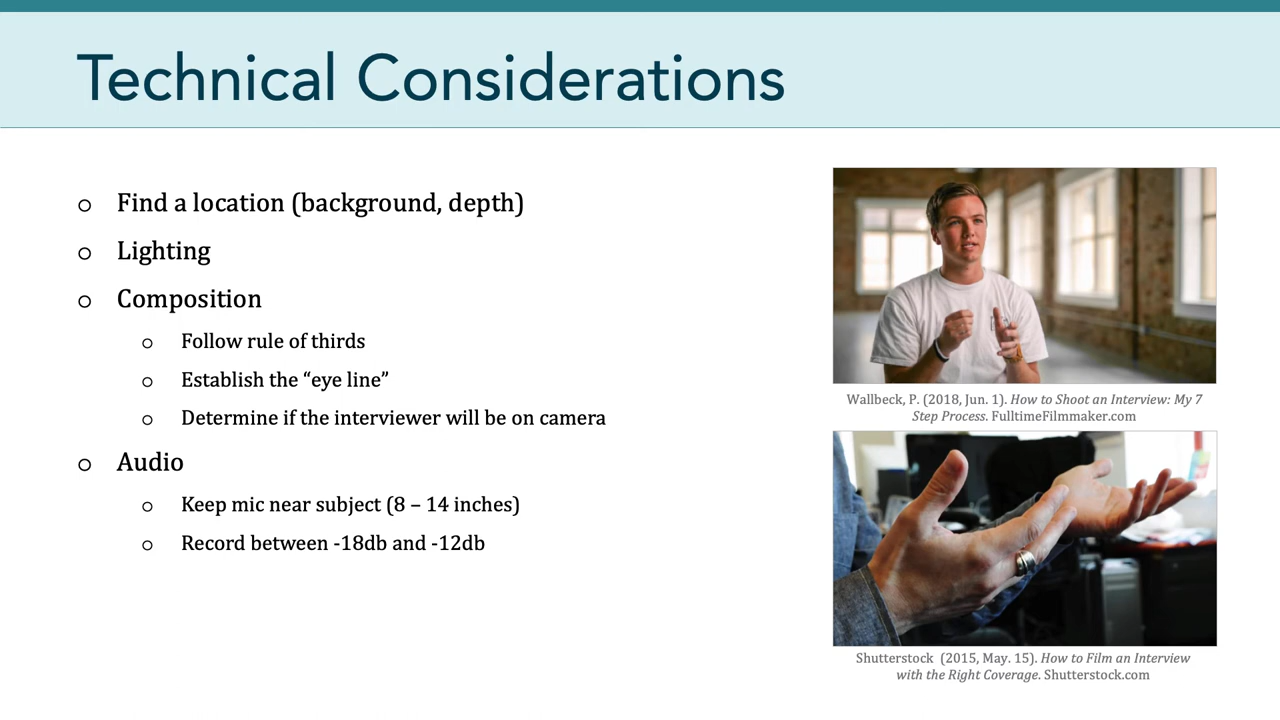 Technical Considerations
o Find a location (background, depth)
o Lighting
o Composition
o Follow rule of thirds
o Establish the “eye line”
o Determine if the interviewer will be on camera
o Audio
o Keep mic near subject (8 – 14 inches)
o Record between -18db and -12db
Wallbeck, P. (2018, Jun. 1). How to Shoot an Interview: My 7
Step Process. FulltimeFilmmaker.com
Shutterstock (2015, May. 15). How to Film an Interview
with the Right Coverage. Shutterstock.com